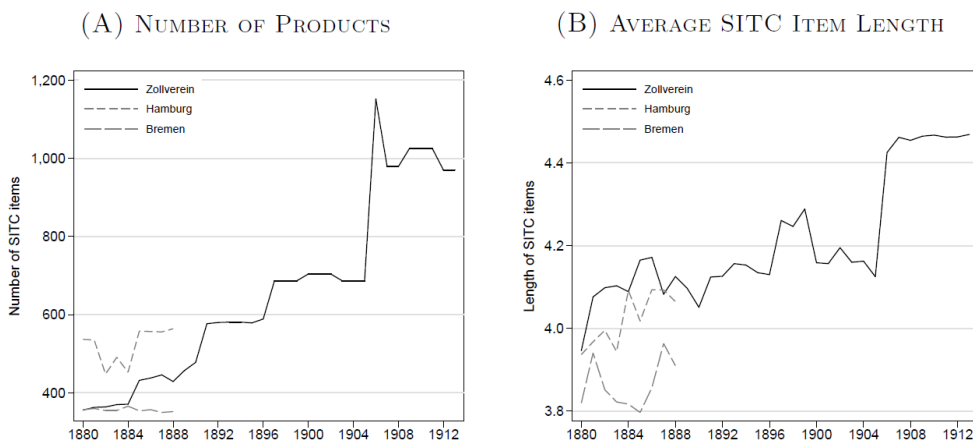 (A) Number of Products
1,200
1,000
800
600
400
Number of SITC items
Zollverein
Hamburg
Bremen
1880 1884 1888 1892 1896 1900 1904 1908 1912
(B) Average SITC Item Length
4.6
4.4
4.2
4.0
3.8
Length of SITC items
Zollverein
Hamburg
Bremen
1880 1884 1888 1892 1896 1900 1904 1908 1912